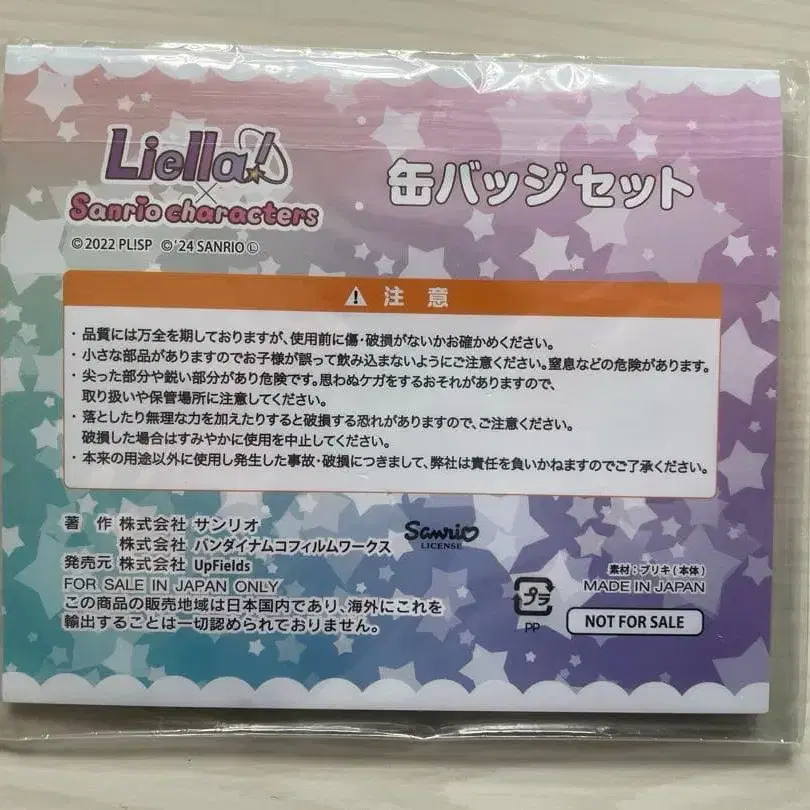 Liella!
×
Sanrio characters
©2022 PL!SP ©'24 SANRIO Ⓛ
缶バッジセット
⚠ 注意
・品質には万全を期しておりますが、使用前に傷・破損がないかお確かめください。
・小さな部品がありますのでお子様が誤って飲み込まないようにご注意ください。窒息などの危険があります。
・尖った部分や鋭い部分があり危険です。思わぬケガをするおそれがありますので、
取り扱いや保管場所に注意してください。
・落としたり無理な力を加えたりすると破損する恐れがありますので、ご注意ください。
破損した場合はすみやかに使用を中止してください。
・本来の用途以外に使用し発生した事故・破損につきまして、弊社は責任を負いかねますのでご了承ください。
著 作 株式会社 サンリオ
株式会社 バンダイナムコフィルムワークス
発売元 株式会社 UpFields
FOR SALE IN JAPAN ONLY
この商品の販売地域は日本国内であり、海外にこれを
輸出することは一切認められておりません。
Sanrio
LICENSE
プラ
PP
素材：ブリキ(本体)
MADE IN JAPAN
NOT FOR SALE